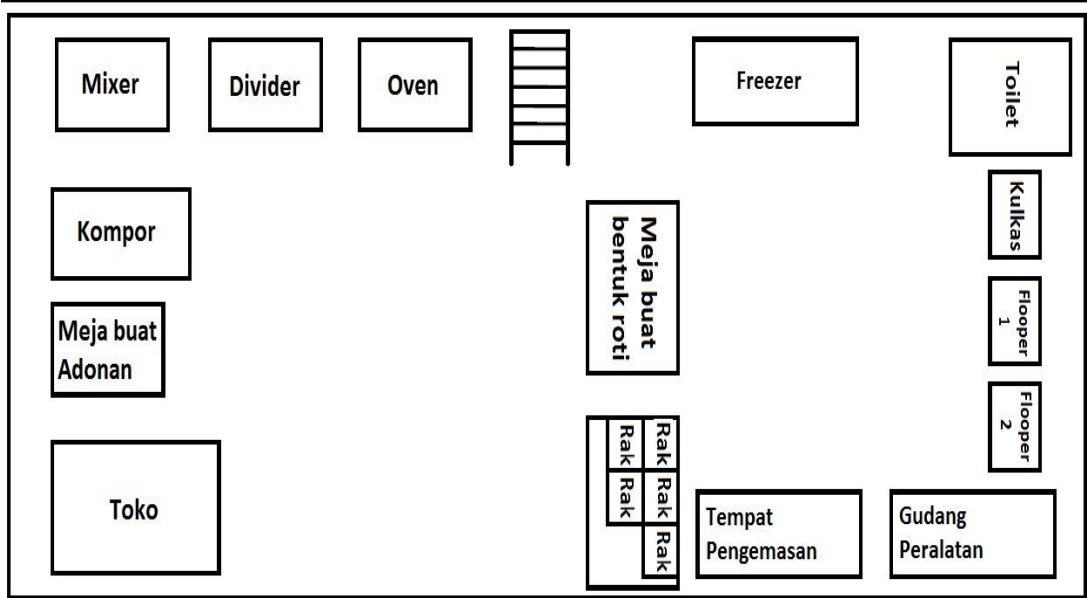 Mixer
Divider
Oven
Freezer
Toilet
Kompor
Meja buat
bentuk roti
Kulkas
Meja buat
Adonan
Flooper
1
Flooper
2
Toko
Rak
Rak
Rak
Rak
Rak
Tempat
Pengemasan
Gudang
Peralatan